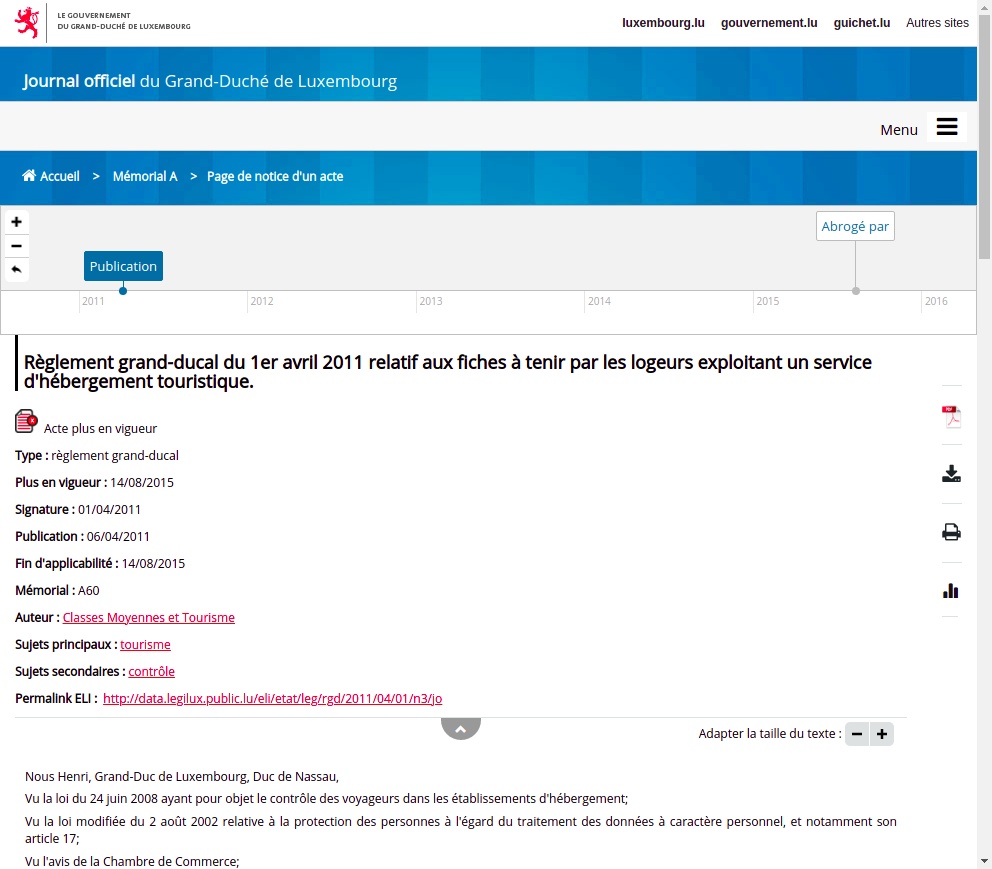 LE GOUVERNEMENT
DU GRAND-DUCHÉ DE LUXEMBOURG
luxembourg.lu gouvernement.lu guichet.lu Autres sites
Journal officiel du Grand-Duché de Luxembourg
Menu
Accueil > Mémorial A > Page de notice d'un acte
Abrogé par
Publication
2011 2012 2013 2014 2015 2016
Règlement grand-ducal du 1er avril 2011 relatif aux fiches à tenir par les logeurs exploitant un service
d'hébergement touristique.
Acte plus en vigueur
Type : règlement grand-ducal
Plus en vigueur : 14/08/2015
Signature : 01/04/2011
Publication : 06/04/2011
Fin d'applicabilité : 14/08/2015
Mémorial : A60
Auteur : Classes Moyennes et Tourisme
Sujets principaux : tourisme
Sujets secondaires : contrôle
Permalink ELI : http://data.legilux.public.lu/eli/etat/leg/rgd/2011/04/01/n3/jo
Adapter la taille du texte :
Nous Henri, Grand-Duc de Luxembourg, Duc de Nassau,
Vu la loi du 24 juin 2008 ayant pour objet le contrôle des voyageurs dans les établissements d'hébergement;
Vu la loi modifiée du 2 août 2002 relative à la protection des personnes à l'égard du traitement des données à caractère personnel, et notamment son
article 17;
Vu l'avis de la Chambre de Commerce;